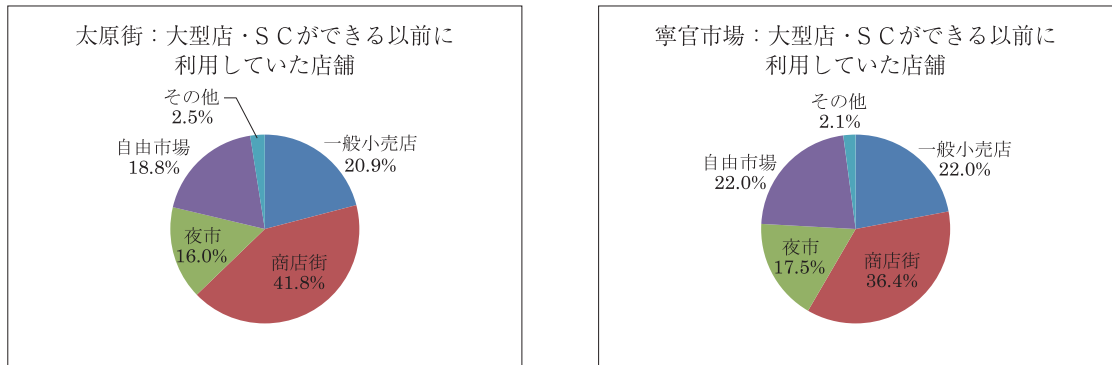 太原街：大型店・ＳＣができる以前に
利用していた店舗
その他
2.5%
自由市場
18.8%
一般小売店
20.9%
夜市
16.0%
商店街
41.8%
寧官市場：大型店・ＳＣができる以前に
利用していた店舗
その他
2.1%
自由市場
22.0%
一般小売店
22.0%
夜市
17.5%
商店街
36.4%